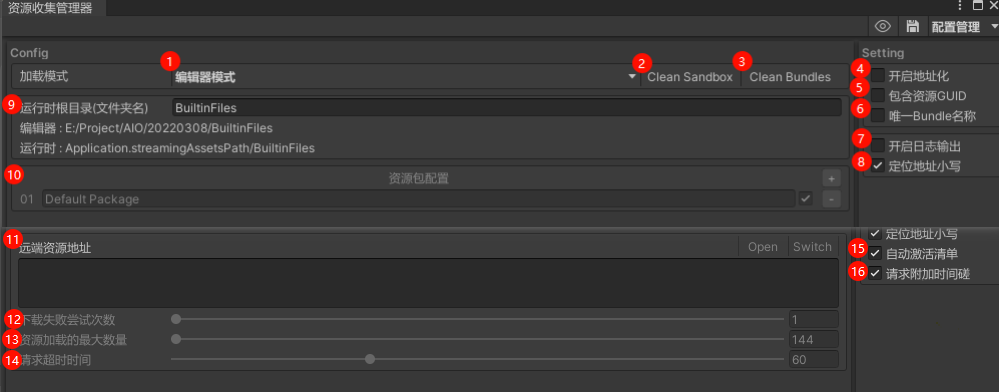 资源收集管理器
配置管理
Config
1 2 3
加载模式 编辑器模式 Clean Sandbox Clean Bundles
9 运行时根目录(文件夹名) BuiltinFiles
编辑器 : E:/Project/AIO/20220308/BuiltinFiles
运行时 : Application.streamingAssetsPath/BuiltinFiles
10 资源包配置 +
01 Default Package -
11 远端资源地址 Open Switch
12 下载失败尝试次数 1
13 资源加载的最大数量 144
14 请求超时时间 60
Setting
4 开启地址化
5 包含资源GUID
6 唯一Bundle名称
7 开启日志输出
8 定位地址小写
定位地址小写
15 自动激活清单
16 请求附加时间磋